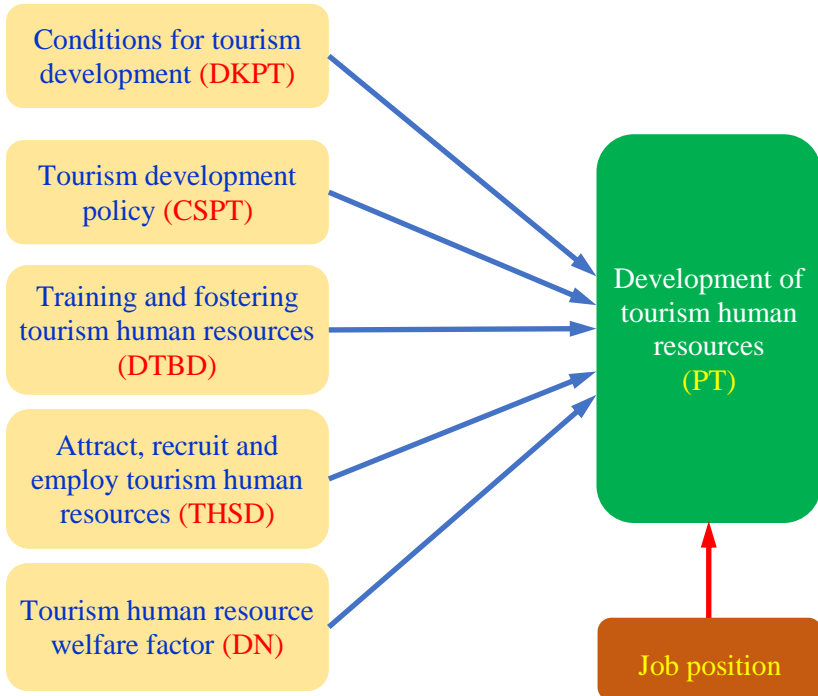 Conditions for tourism
development (DKPT)
Tourism development
policy (CSPT)
Training and fostering
tourism human resources
(DTBD)
Attract, recruit and
employ tourism human
resources (THSD)
Tourism human resource
welfare factor (DN)
Development of
tourism human
resources
(PT)
Job position